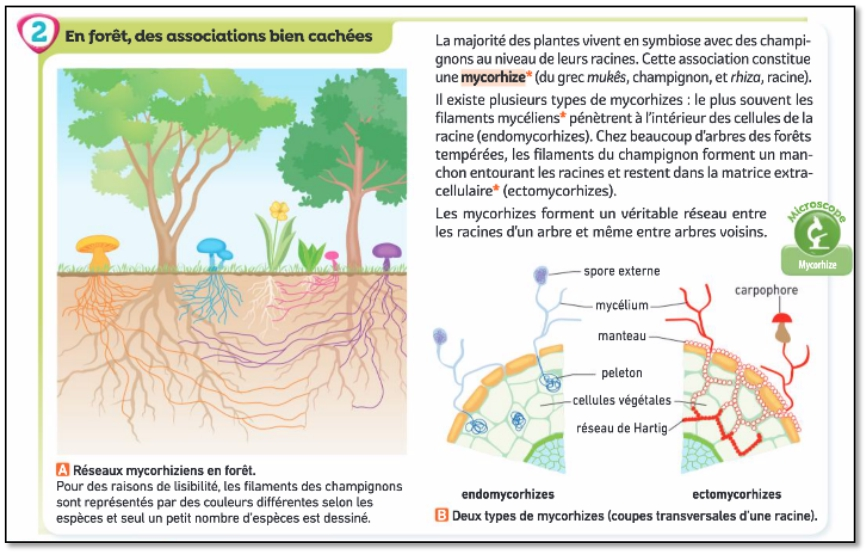 2 En forêt, des associations bien cachées
La majorité des plantes vivent en symbiose avec des champi-
gnons au niveau de leurs racines. Cette association constitue
une mycorhize* (du grec mukês, champignon, et rhiza, racine).
Il existe plusieurs types de mycorhizes : le plus souvent les
filaments mycéliens* pénètrent à l'intérieur des cellules de la
racine (endomycorhizes). Chez beaucoup d'arbres des forêts
tempérées, les filaments du champignon forment un man-
chon entourant les racines et restent dans la matrice extra-
cellulaire* (ectomycorhizes).
Les mycorhizes forment un véritable réseau entre
les racines d'un arbre et même entre arbres voisins.
Microscope
Mycorhize
spore externe
mycélium
carpophore
manteau
peleton
cellules végétales
réseau de Hartig
endomycorhizes
ectomycorhizes
B Deux types de mycorhizes (coupes transversales d'une racine).
A Réseaux mycorhiziens en forêt.
Pour des raisons de lisibilité, les filaments des champignons
sont représentés par des couleurs différentes selon les
espèces et seul un petit nombre d'espèces est dessiné.